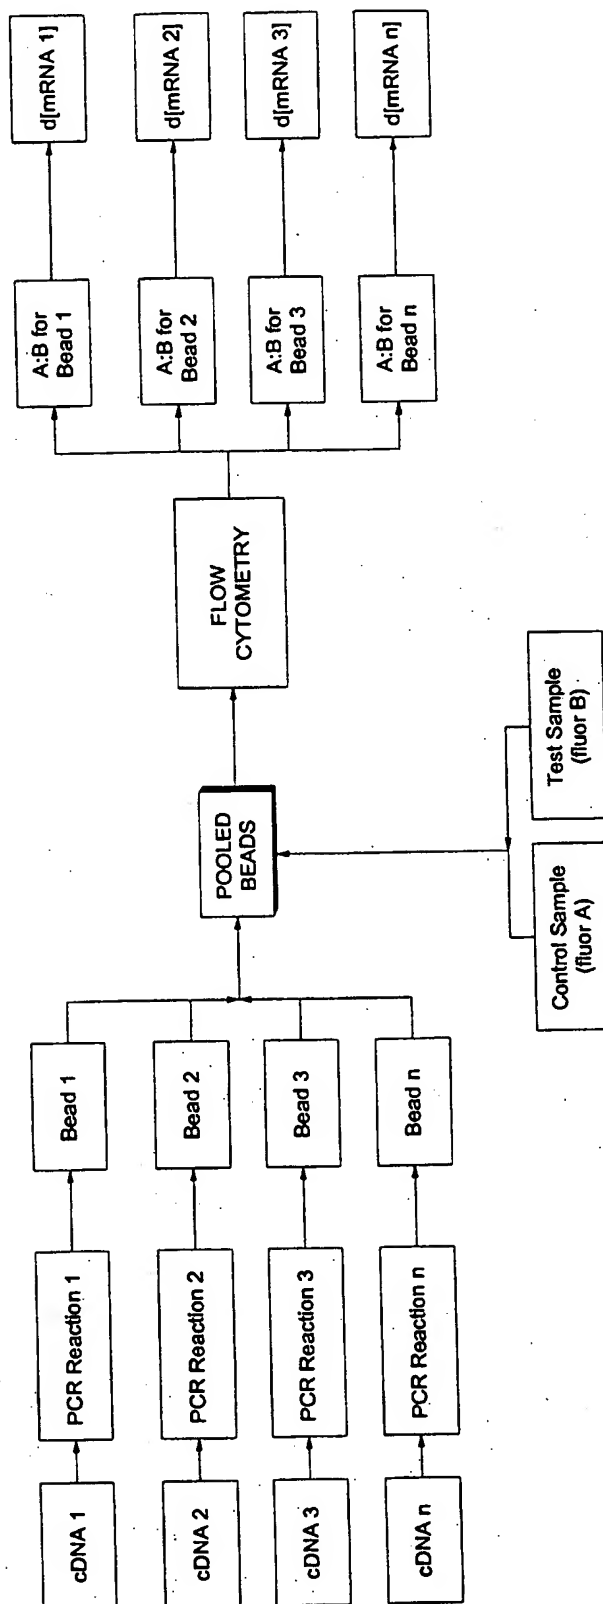 cDNA 1
PCR Reaction 1
Bead 1
cDNA 2
PCR Reaction 2
Bead 2
cDNA 3
PCR Reaction 3
Bead 3
cDNA n
PCR Reaction n
Bead n
POOLED
BEADS
Control Sample
(fluor A)
Test Sample
(fluor B)
FLOW
CYTOMETRY
A:B for
Bead 1
d[mRNA 1]
A:B for
Bead 2
d[mRNA 2]
A:B for
Bead 3
d[mRNA 3]
A:B for
Bead n
d[mRNA n]